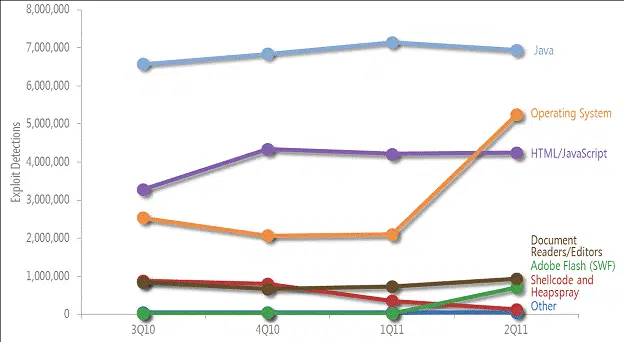 8,000,000
7,000,000
6,000,000
5,000,000
4,000,000
3,000,000
2,000,000
1,000,000
0
Exploit Detections
3Q10
4Q10
1Q11
2Q11
Java
Operating System
HTML/JavaScript
Document
Readers/Editors
Adobe Flash (SWF)
Shellcode and
Heapspray
Other